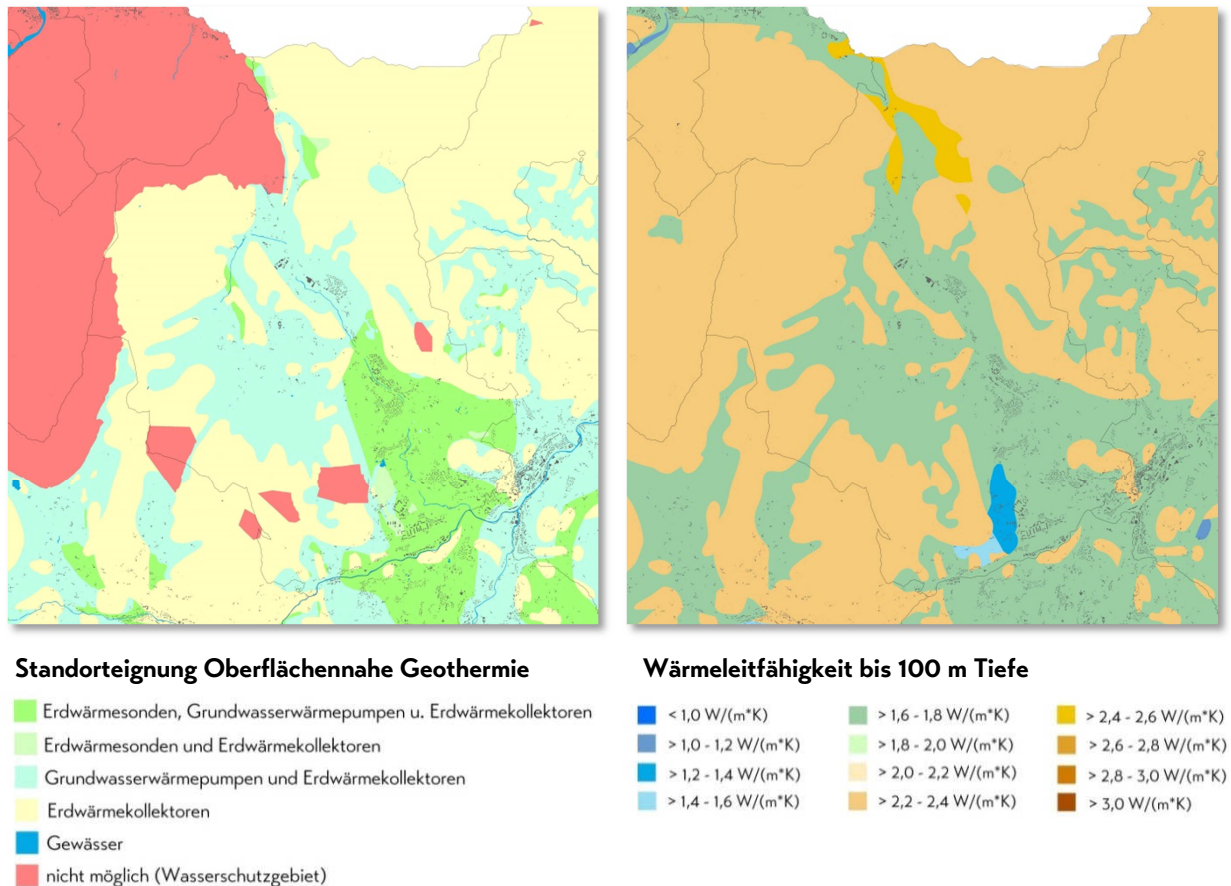 Standorteignung Oberflächennahe Geothermie
Erdwärmesonden, Grundwasserwärmepumpen u. Erdwärmekollektoren
Erdwärmesonden und Erdwärmekollektoren
Grundwasserwärmepumpen und Erdwärmekollektoren
Erdwärmekollektoren
Gewässer
nicht möglich (Wasserschutzgebiet)
Wärmeleitfähigkeit bis 100 m Tiefe
< 1,0 W/(m*K)
> 1,0 - 1,2 W/(m*K)
> 1,2 - 1,4 W/(m*K)
> 1,4 - 1,6 W/(m*K)
> 1,6 - 1,8 W/(m*K)
> 1,8 - 2,0 W/(m*K)
> 2,0 - 2,2 W/(m*K)
> 2,2 - 2,4 W/(m*K)
> 2,4 - 2,6 W/(m*K)
> 2,6 - 2,8 W/(m*K)
> 2,8 - 3,0 W/(m*K)
> 3,0 W/(m*K)